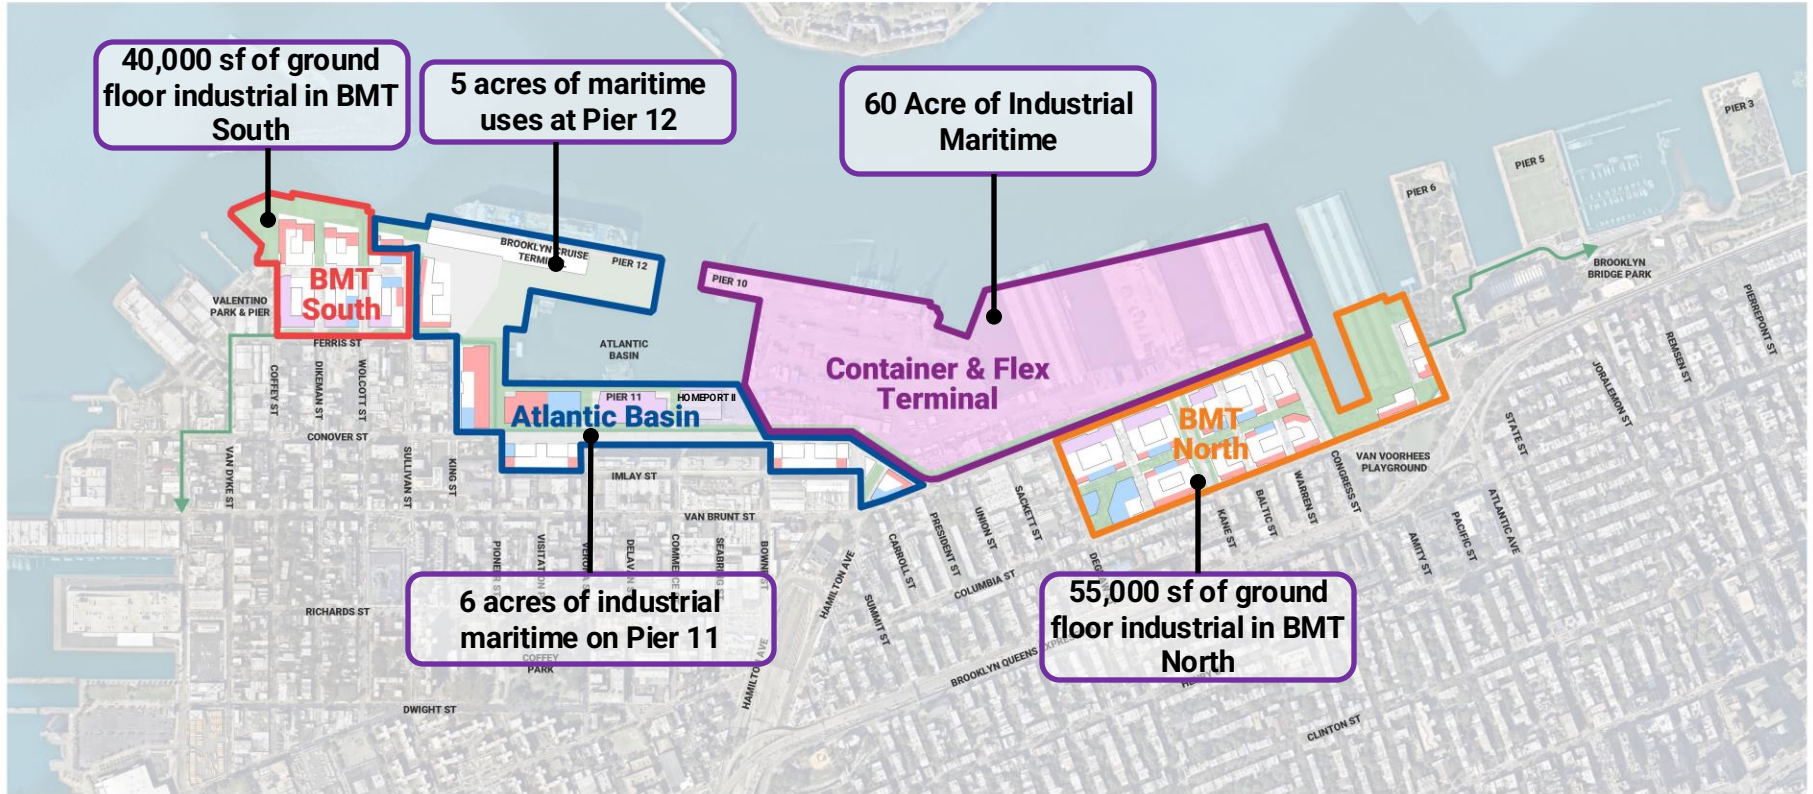 40,000 sf of ground
floor industrial in BMT
South
5 acres of maritime
uses at Pier 12
60 Acre of Industrial
Maritime
PIER 3
PIER 5
PIER 6
BROOKLYN CRUISE
PIER 12
PIER 10
BROOKLYN
BRIDGE PARK
BMT
South
VALENTINO
PARK & PIER
FERRIS ST
ATLANTIC
BASIN
Container & Flex
Terminal
PIER 11
HOMEPORT II
Atlantic Basin
BMT
North
VAN VOORHEES
PLAYGROUND
COFFEY ST
DIKEMAN ST
WOLCOTT ST
CONOVER ST
VAN DYKE ST
SULLIVAN ST
KING ST
IMLAY ST
VAN BRUNT ST
PIERREPONT ST
REMSEN ST
JORALEMON ST
STATE ST
ATLANTIC AVE
PACIFIC ST
AMITY ST
CONGRESS ST
WARREN ST
BALTIC ST
KANE ST
SACKETT ST
UNION ST
PRESIDENT ST
CARROLL ST
SUMMIT ST
HAMILTON AVE
COLUMBIA ST
RICHARDS ST
6 acres of industrial
maritime on Pier 11
COFFEY
PARK
HAMILTON AVE
55,000 sf of ground
floor industrial in BMT
North
BROOKLYN QUEENS
DWIGHT ST
CLINTON ST